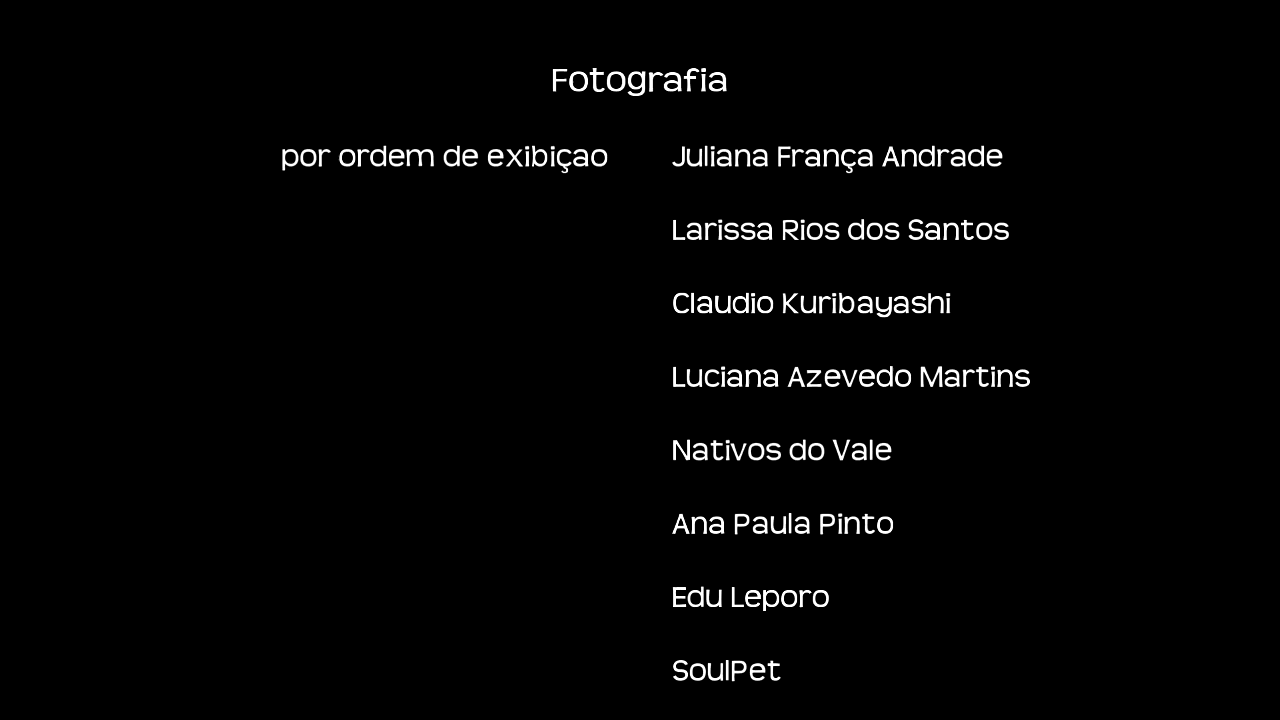 Fotografia
por ordem de exibiçao Juliana França Andrade
Larissa Rios dos Santos
Claudio Kuribayashi
Luciana Azevedo Martins
Nativos do Vale
Ana Paula Pinto
Edu Leporo
SoulPet